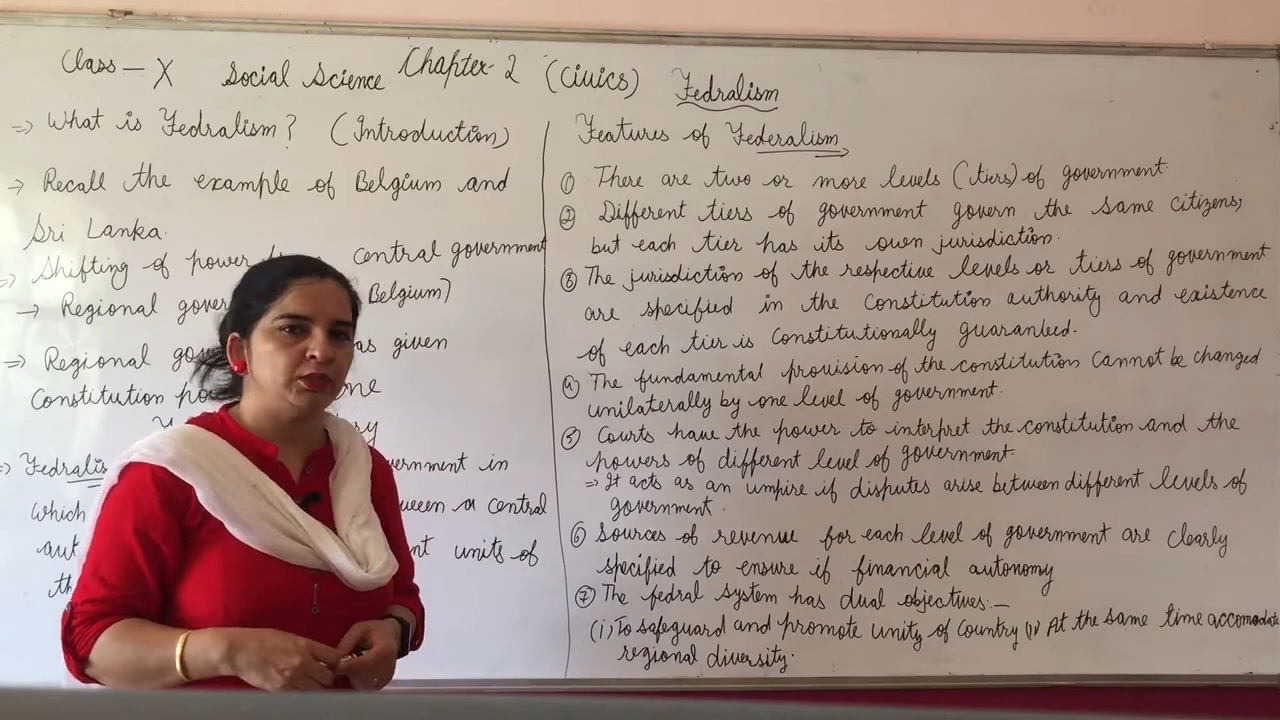 Class - X Social Science Chapter-2 (Civics) Fedralism
=> What is Fedralism? (Introduction)
=> Recall the example of Belgium and
Sri Lanka.
=> Shifting of power central government
→ Regional gover Belgium)
=> Regional gov as given
Constitution po ne
y
=> Fedralis ernment in
which ween a central
aut nt units of
th
Features of Federalism
① There are two or more levels (tiers) of government.
② Different tiers of government govern the same citizens,
but each tier has its own jurisdiction.
③ The jurisdiction of the respective levels or tiers of government
are specified in the Constitution authority and existence
of each tier is Constitutionally guaranteed.
④ The fundamental provision of the constitution Cannot be changed
unilaterally by one level of government.
⑤ Courts have the power to interpret the constitution and the
powers of different level of government.
=> It acts as an umpire if disputes arise between different levels of
government.
⑥ Sources of revenue for each level of government are clearly
specified to ensure if financial autonomy
⑦ The fedral system has dual objectives:-
(i) To safeguard and promote unity of Country (ii) At the same time accomodate
regional diversity.